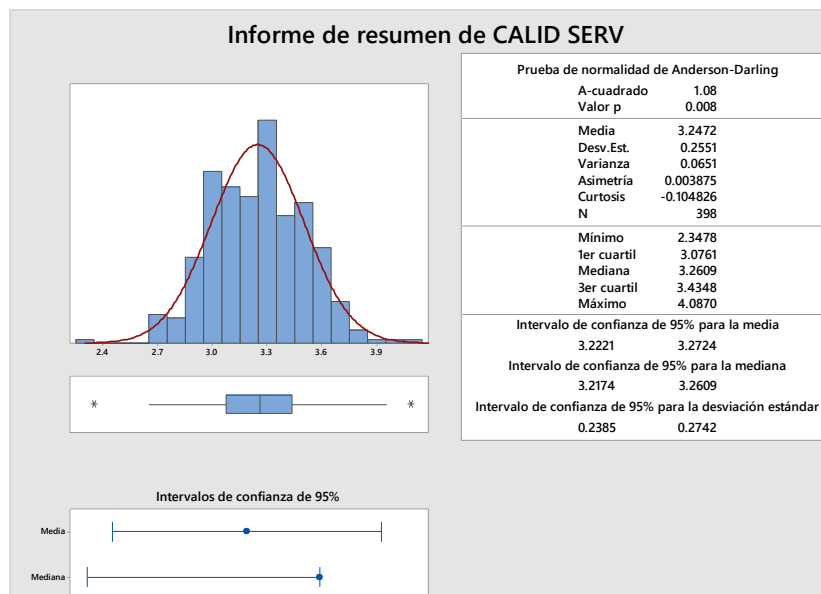 Informe de resumen de CALID SERV
2.4 2.7 3.0 3.3 3.6 3.9
* *
Intervalos de confianza de 95%
Media
Mediana
Prueba de normalidad de Anderson-Darling
A-cuadrado 1.08
Valor p 0.008
Media 3.2472
Desv.Est. 0.2551
Varianza 0.0651
Asimetría 0.003875
Curtosis -0.104826
N 398
Mínimo 2.3478
1er cuartil 3.0761
Mediana 3.2609
3er cuartil 3.4348
Máximo 4.0870
Intervalo de confianza de 95% para la media
3.2221 3.2724
Intervalo de confianza de 95% para la mediana
3.2174 3.2609
Intervalo de confianza de 95% para la desviación estándar
0.2385 0.2742